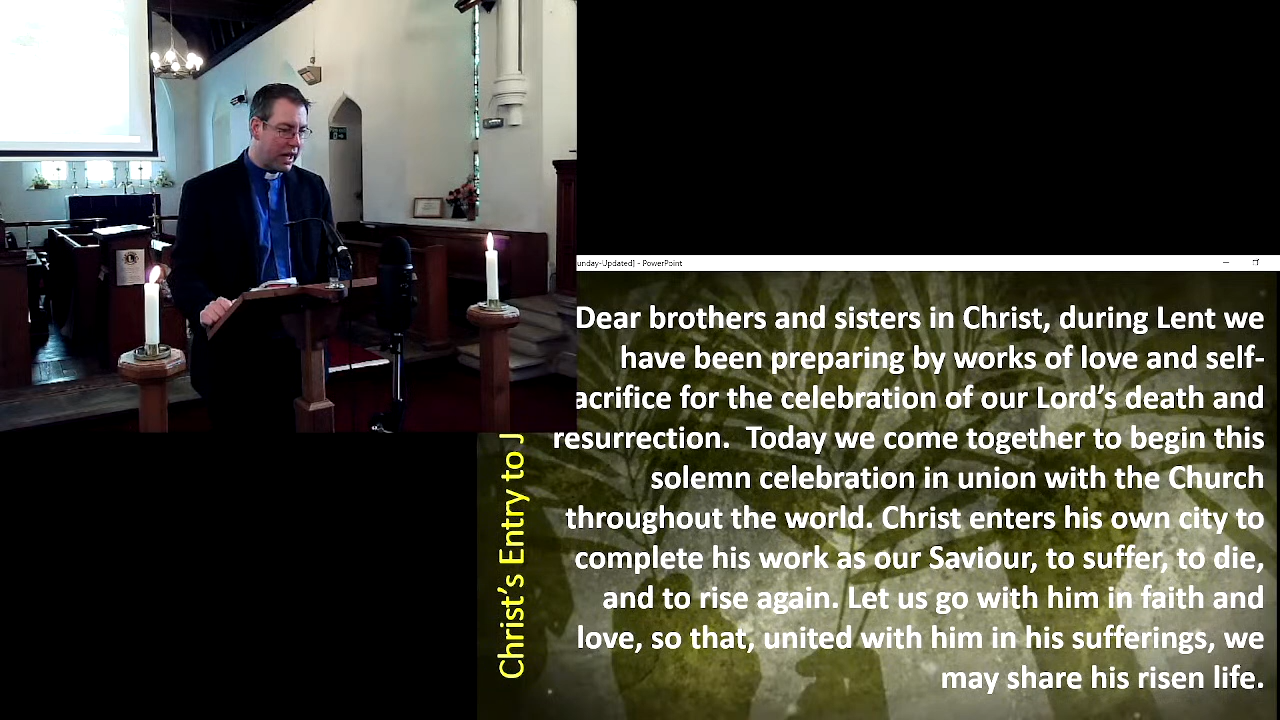 unday-Updated] - PowerPoint
Dear brothers and sisters in Christ, during Lent we
have been preparing by works of love and self-
acrifice for the celebration of our Lord’s death and
resurrection. Today we come together to begin this
solemn celebration in union with the Church
throughout the world. Christ enters his own city to
complete his work as our Saviour, to suffer, to die,
and to rise again. Let us go with him in faith and
love, so that, united with him in his sufferings, we
may share his risen life.
Christ’s Entry to J